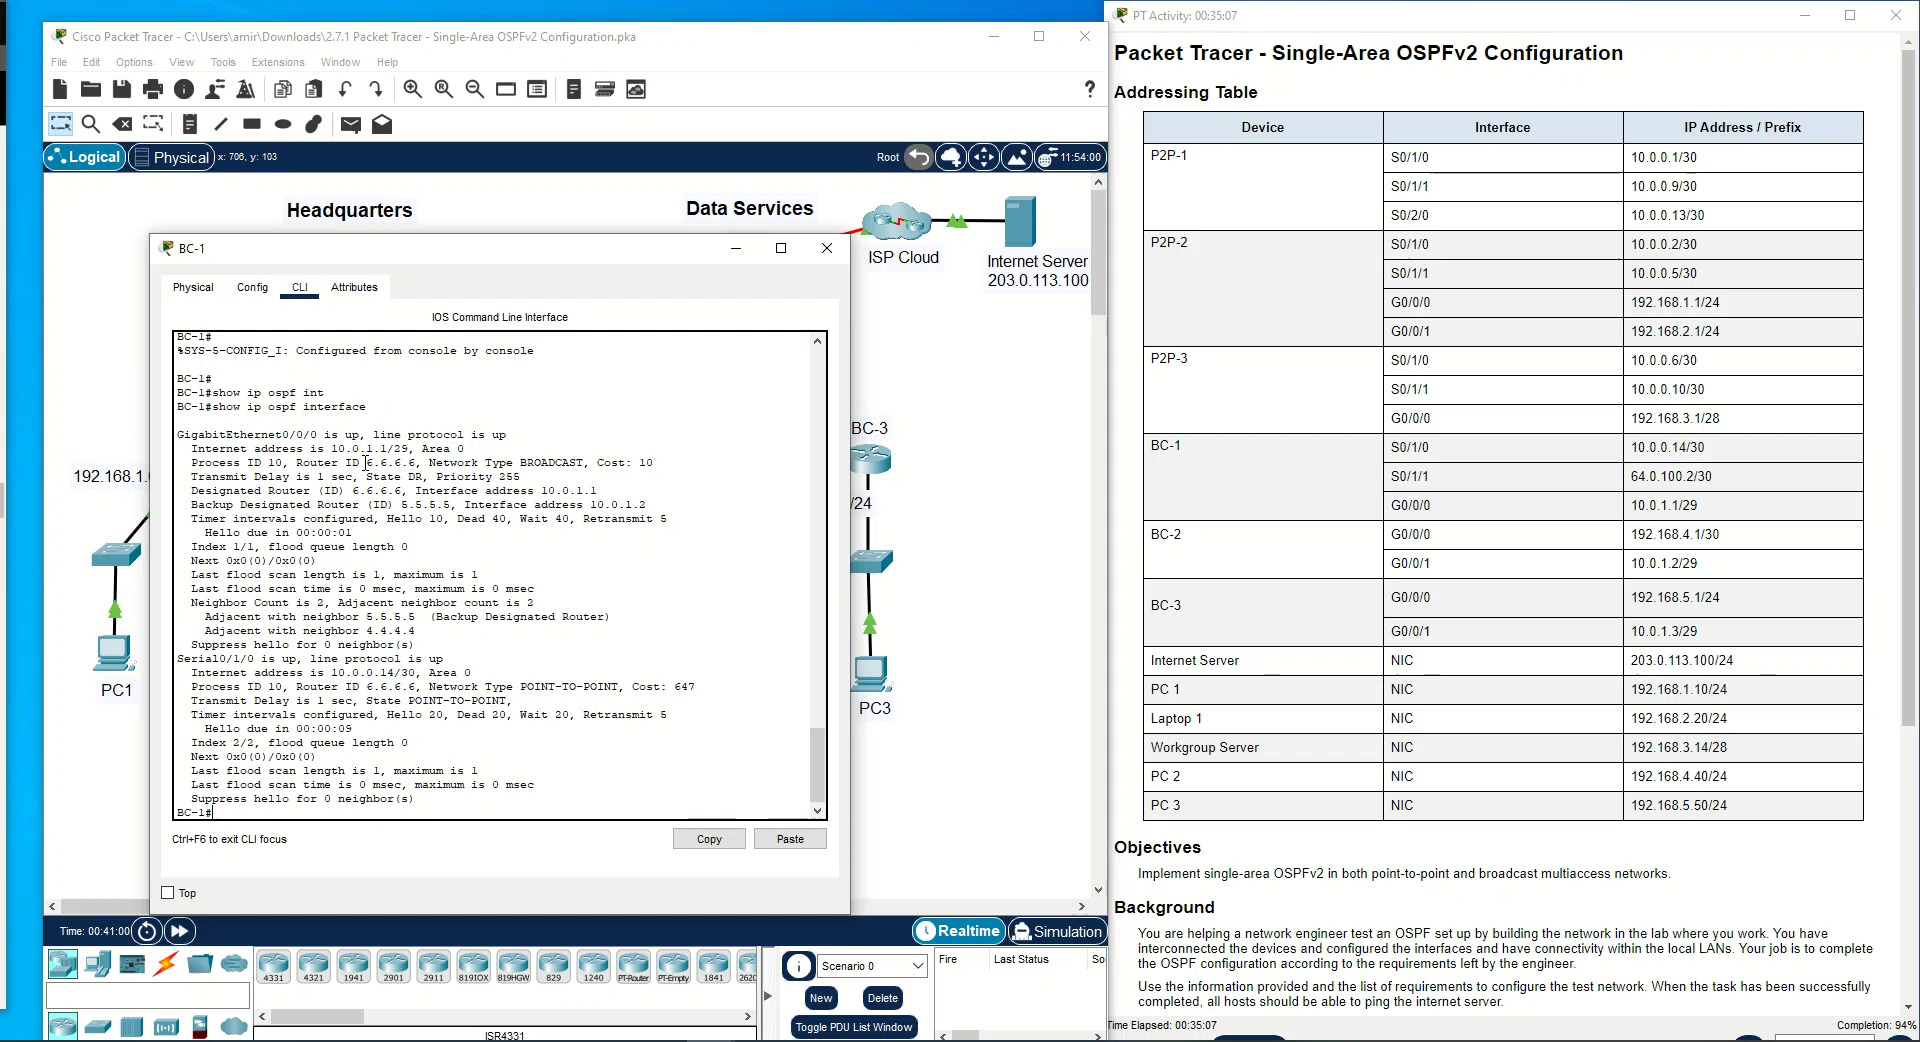 Cisco Packet Tracer - C:\Users\amir\Downloads\2.7.1 Packet Tracer - Single-Area OSPFv2 Configuration.pka
File Edit Options View Tools Extensions Window Help
?
Logical Physical x: 706, y: 103
Root 11:54:00
Headquarters
Data Services
ISP Cloud
Internet Server
203.0.113.100
BC-3
/24
192.168.1.
PC1
PC3
BC-1
Physical Config CLI Attributes
IOS Command Line Interface
BC-1#
%SYS-5-CONFIG_I: Configured from console by console
BC-1#
BC-1#show ip ospf int
BC-1#show ip ospf interface
GigabitEthernet0/0/0 is up, line protocol is up
Internet address is 10.0.1.1/29, Area 0
Process ID 10, Router ID 6.6.6.6, Network Type BROADCAST, Cost: 10
Transmit Delay is 1 sec, State DR, Priority 255
Designated Router (ID) 6.6.6.6, Interface address 10.0.1.1
Backup Designated Router (ID) 5.5.5.5, Interface address 10.0.1.2
Timer intervals configured, Hello 10, Dead 40, Wait 40, Retransmit 5
Hello due in 00:00:01
Index 1/1, flood queue length 0
Next 0x0(0)/0x0(0)
Last flood scan length is 1, maximum is 1
Last flood scan time is 0 msec, maximum is 0 msec
Neighbor Count is 2, Adjacent neighbor count is 2
Adjacent with neighbor 5.5.5.5 (Backup Designated Router)
Adjacent with neighbor 4.4.4.4
Suppress hello for 0 neighbor(s)
Serial0/1/0 is up, line protocol is up
Internet address is 10.0.0.14/30, Area 0
Process ID 10, Router ID 6.6.6.6, Network Type POINT-TO-POINT, Cost: 647
Transmit Delay is 1 sec, State POINT-TO-POINT,
Timer intervals configured, Hello 20, Dead 20, Wait 20, Retransmit 5
Hello due in 00:00:09
Index 2/2, flood queue length 0
Next 0x0(0)/0x0(0)
Last flood scan length is 1, maximum is 1
Last flood scan time is 0 msec, maximum is 0 msec
Suppress hello for 0 neighbor(s)
BC-1#
Ctrl+F6 to exit CLI focus
Copy Paste
Top
Time: 00:41:00
Realtime Simulation
4331 4321 1941 2901 2911 819IOX 819HGW 829 1240 PT-Router PT-Empty 1841 2620
ISR4331
Scenario 0
New Delete
Toggle PDU List Window
Fire Last Status So
PT Activity: 00:35:07
Packet Tracer - Single-Area OSPFv2 Configuration
Addressing Table
Device Interface IP Address / Prefix
P2P-1 S0/1/0 10.0.0.1/30
S0/1/1 10.0.0.9/30
S0/2/0 10.0.0.13/30
P2P-2 S0/1/0 10.0.0.2/30
S0/1/1 10.0.0.5/30
G0/0/0 192.168.1.1/24
G0/0/1 192.168.2.1/24
P2P-3 S0/1/0 10.0.0.6/30
S0/1/1 10.0.0.10/30
G0/0/0 192.168.3.1/28
BC-1 S0/1/0 10.0.0.14/30
S0/1/1 64.0.100.2/30
G0/0/0 10.0.1.1/29
BC-2 G0/0/0 192.168.4.1/30
G0/0/1 10.0.1.2/29
BC-3 G0/0/0 192.168.5.1/24
G0/0/1 10.0.1.3/29
Internet Server NIC 203.0.113.100/24
PC 1 NIC 192.168.1.10/24
Laptop 1 NIC 192.168.2.20/24
Workgroup Server NIC 192.168.3.14/28
PC 2 NIC 192.168.4.40/24
PC 3 NIC 192.168.5.50/24
Objectives
Implement single-area OSPFv2 in both point-to-point and broadcast multiaccess networks.
Background
You are helping a network engineer test an OSPF set up by building the network in the lab where you work. You have
interconnected the devices and configured the interfaces and have connectivity within the local LANs. Your job is to complete
the OSPF configuration according to the requirements left by the engineer.
Use the information provided and the list of requirements to configure the test network. When the task has been successfully
completed, all hosts should be able to ping the internet server.
Time Elapsed: 00:35:07
Completion: 94%